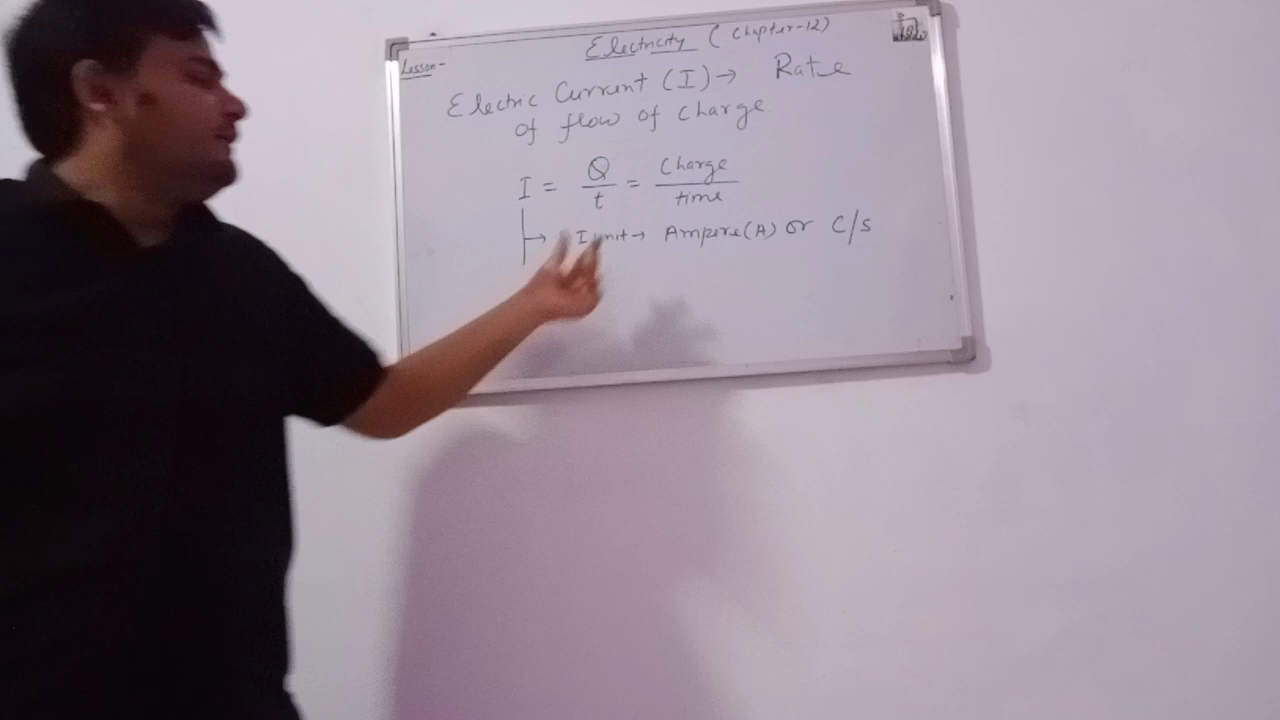 Electricity (Chapter-12)
Lesson-
Electric Current (I) → Rate
of flow of charge
I = Q/t = Charge/time
→ I unit → Ampere(A) or C/s